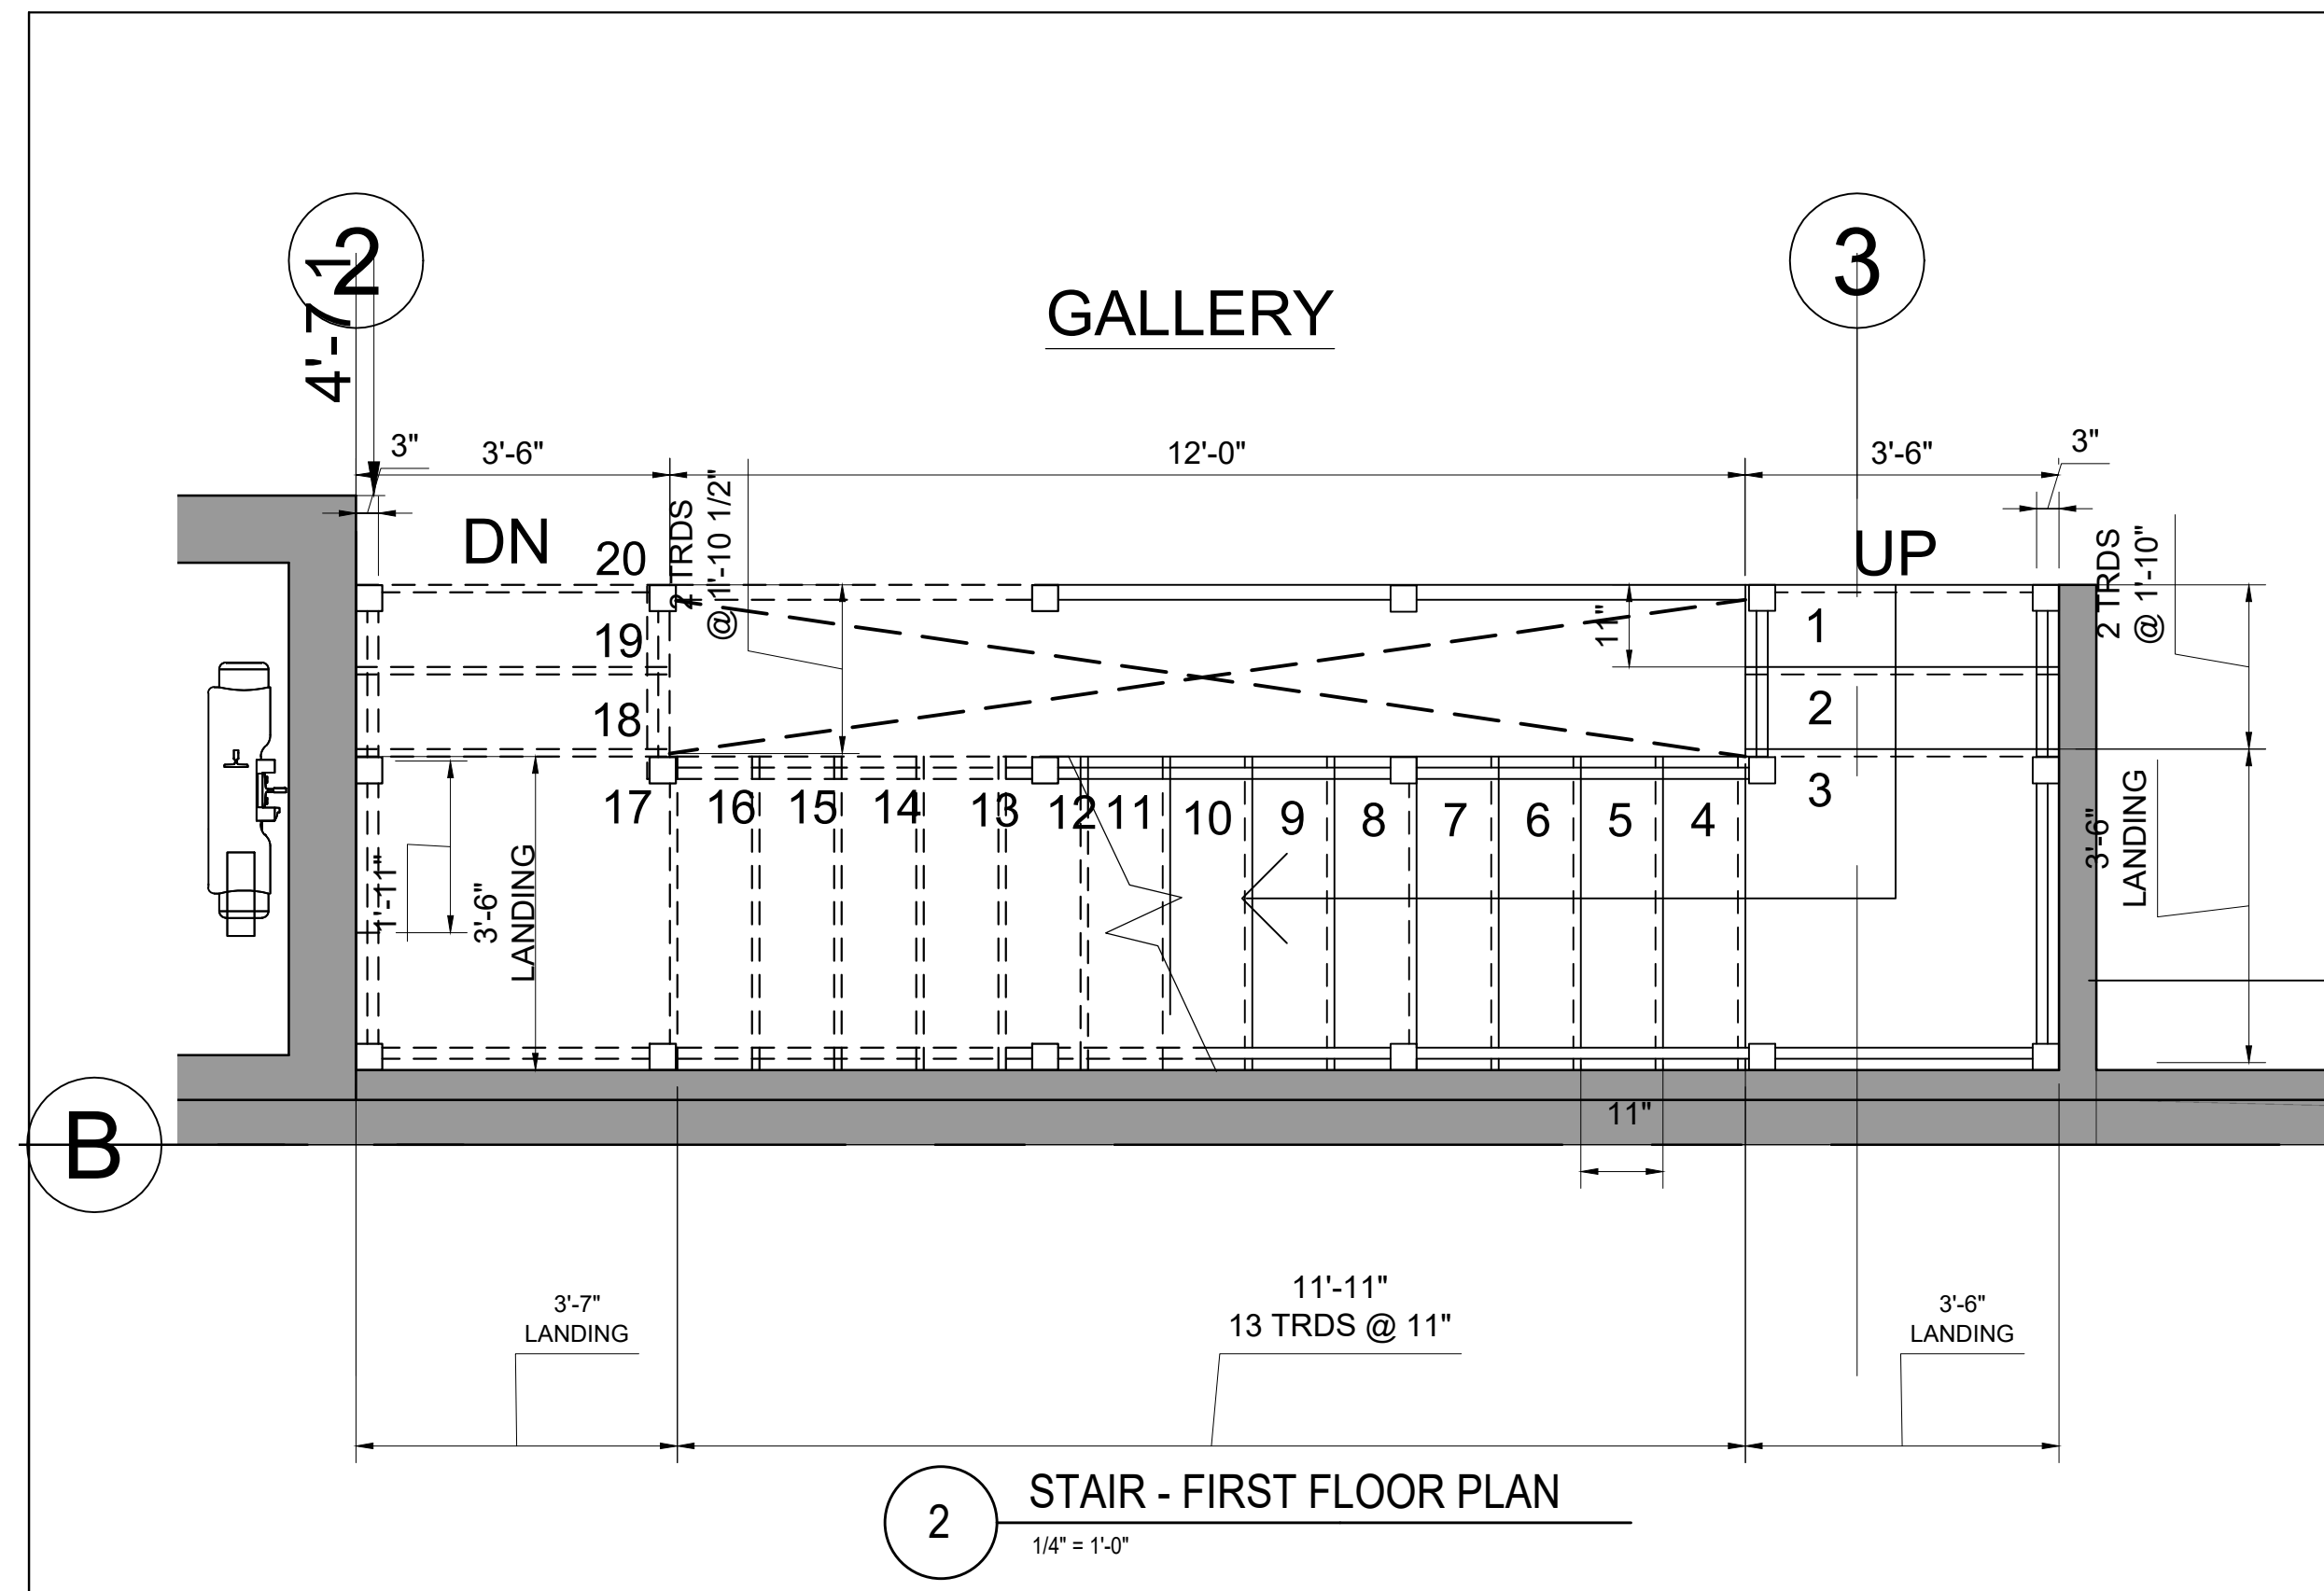 2
3
4'-7 1
GALLERY
3"
3'-6"
12'-0"
3'-6"
3"
DN
UP
2 TRDS
@ 1'-10 1/2"
2 TRDS
@ 1'-10"
20
19
18
11"
1
2
3
17
16
15
14
13
12
11
10
9
8
7
6
5
4
1'-11"
3'-6"
LANDING
3'-6"
LANDING
B
11"
3'-7"
LANDING
11'-11"
13 TRDS @ 11"
3'-6"
LANDING
2
STAIR - FIRST FLOOR PLAN
1/4" = 1'-0"